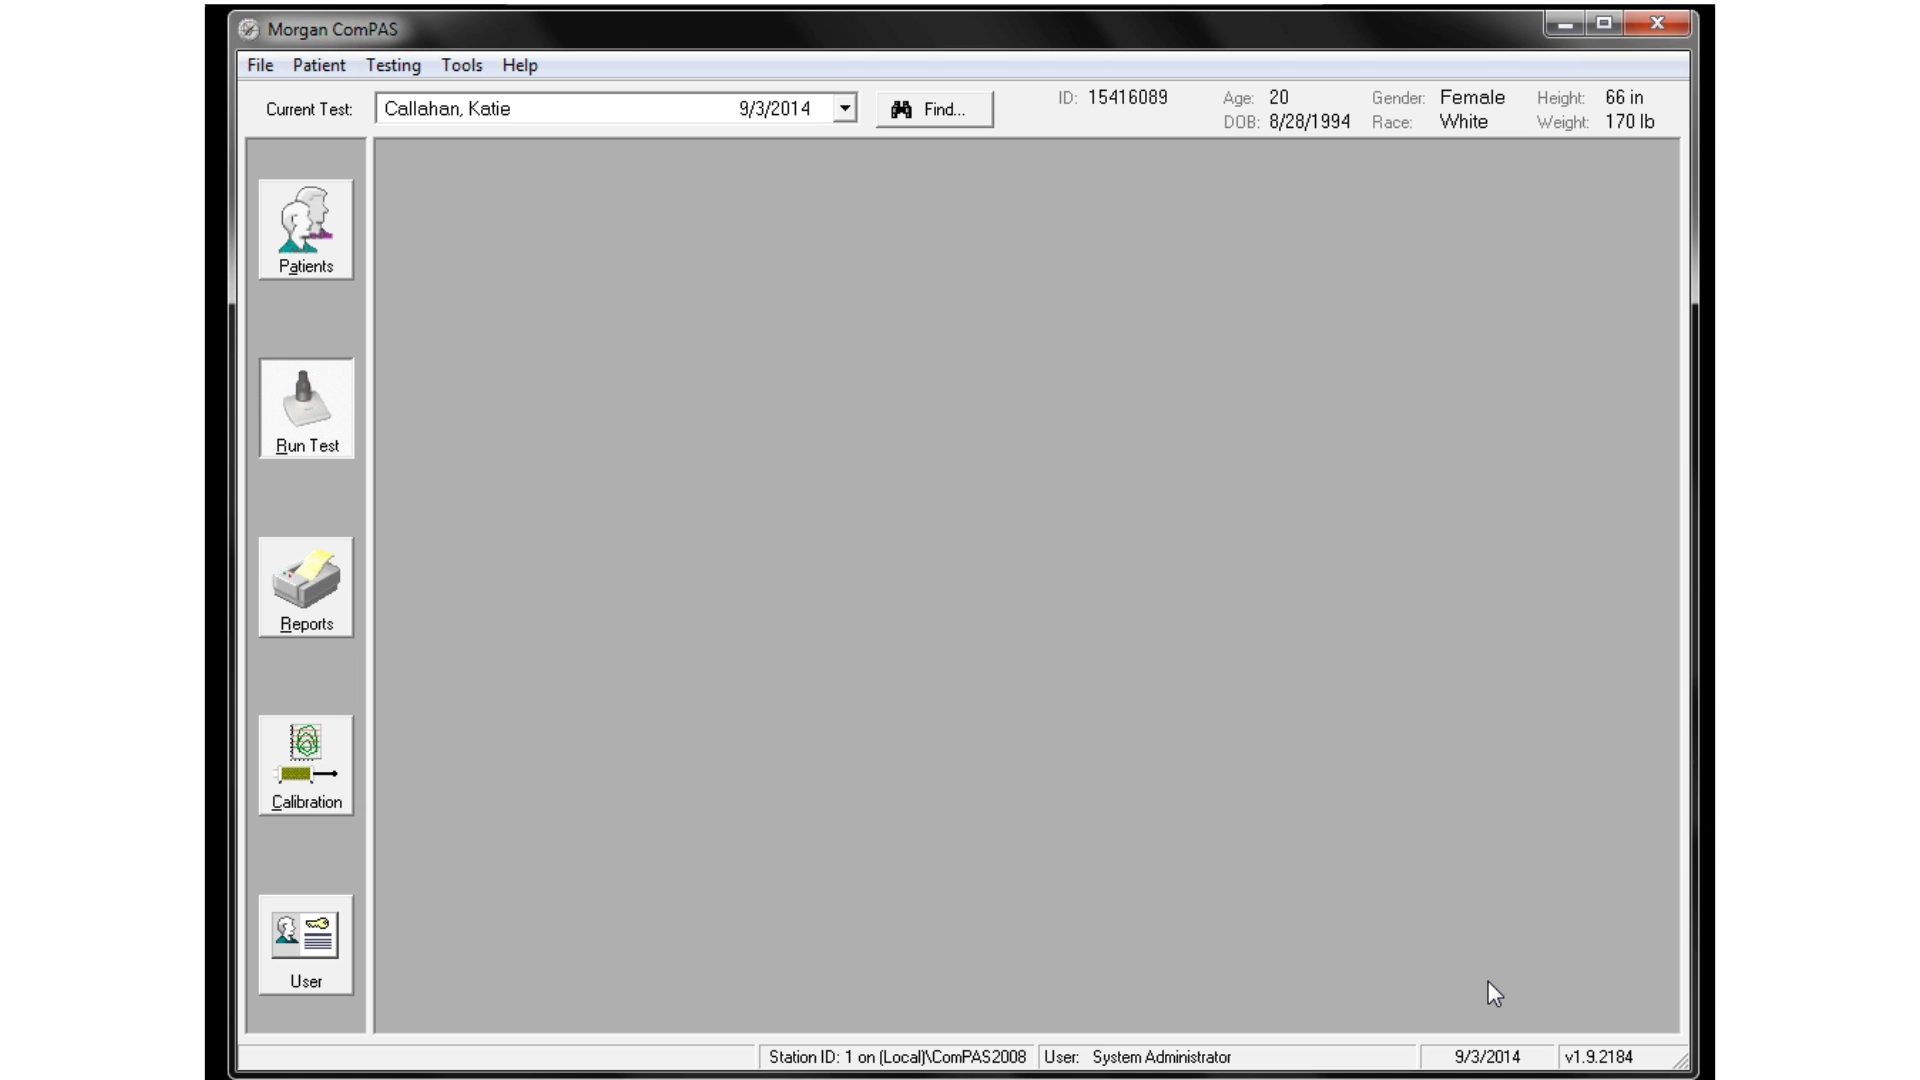 Morgan ComPAS
File Patient Testing Tools Help
Current Test: Callahan, Katie 9/3/2014 Find... ID: 15416089 Age: 20 Gender: Female Height: 66 in
DOB: 8/28/1994 Race: White Weight: 170 lb
Patients
Run Test
Reports
Calibration
User
Station ID: 1 on (Local)\ComPAS2008 User: System Administrator 9/3/2014 v1.9.2184